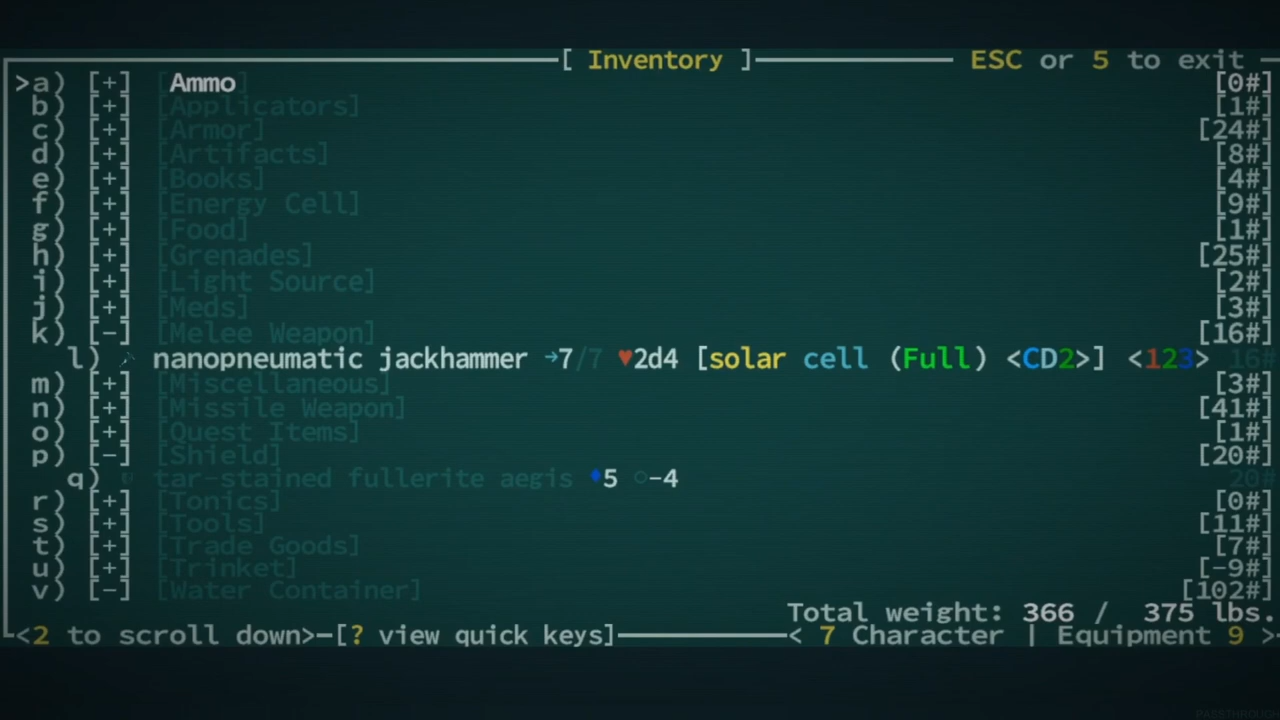 [ Inventory ] ESC or 5 to exit
>a) [+] [Ammo] [0#]
b) [+] [Applicators] [1#]
c) [+] [Armor] [24#]
d) [+] [Artifacts] [8#]
e) [+] [Books] [4#]
f) [+] [Energy Cell] [9#]
g) [+] [Food] [1#]
h) [+] [Grenades] [25#]
i) [+] [Light Source] [2#]
j) [+] [Meds] [3#]
k) [-] [Melee Weapon] [16#]
l) nanopneumatic jackhammer →7/7 ♥2d4 [solar cell (Full) <CD2>] <123> 16#
m) [+] [Miscellaneous] [3#]
n) [+] [Missile Weapon] [41#]
o) [+] [Quest Items] [1#]
p) [-] [Shield] [20#]
q) tar-stained fullerite aegis ♦5 ○-4 20#
r) [+] [Tonics] [0#]
s) [+] [Tools] [11#]
t) [+] [Trade Goods] [7#]
u) [+] [Trinket] [-9#]
v) [-] [Water Container] [102#]
Total weight: 366 / 375 lbs.
<2 to scroll down> [? view quick keys] < 7 Character | Equipment 9 >